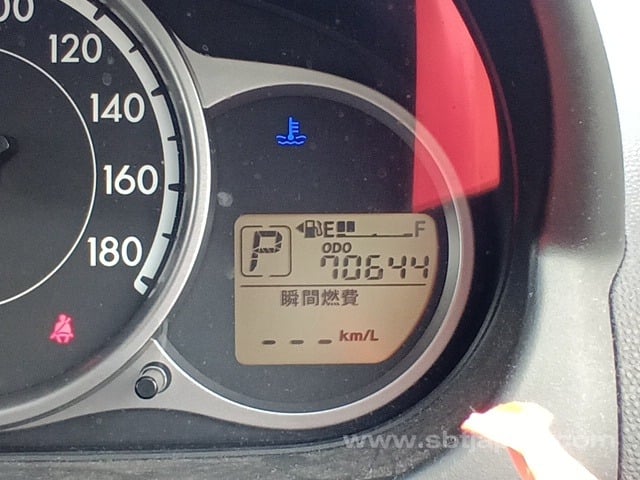 120
140
160
180
E F
ODO
P 70644
瞬間燃費
--- km/L
www.sbtjapan.com